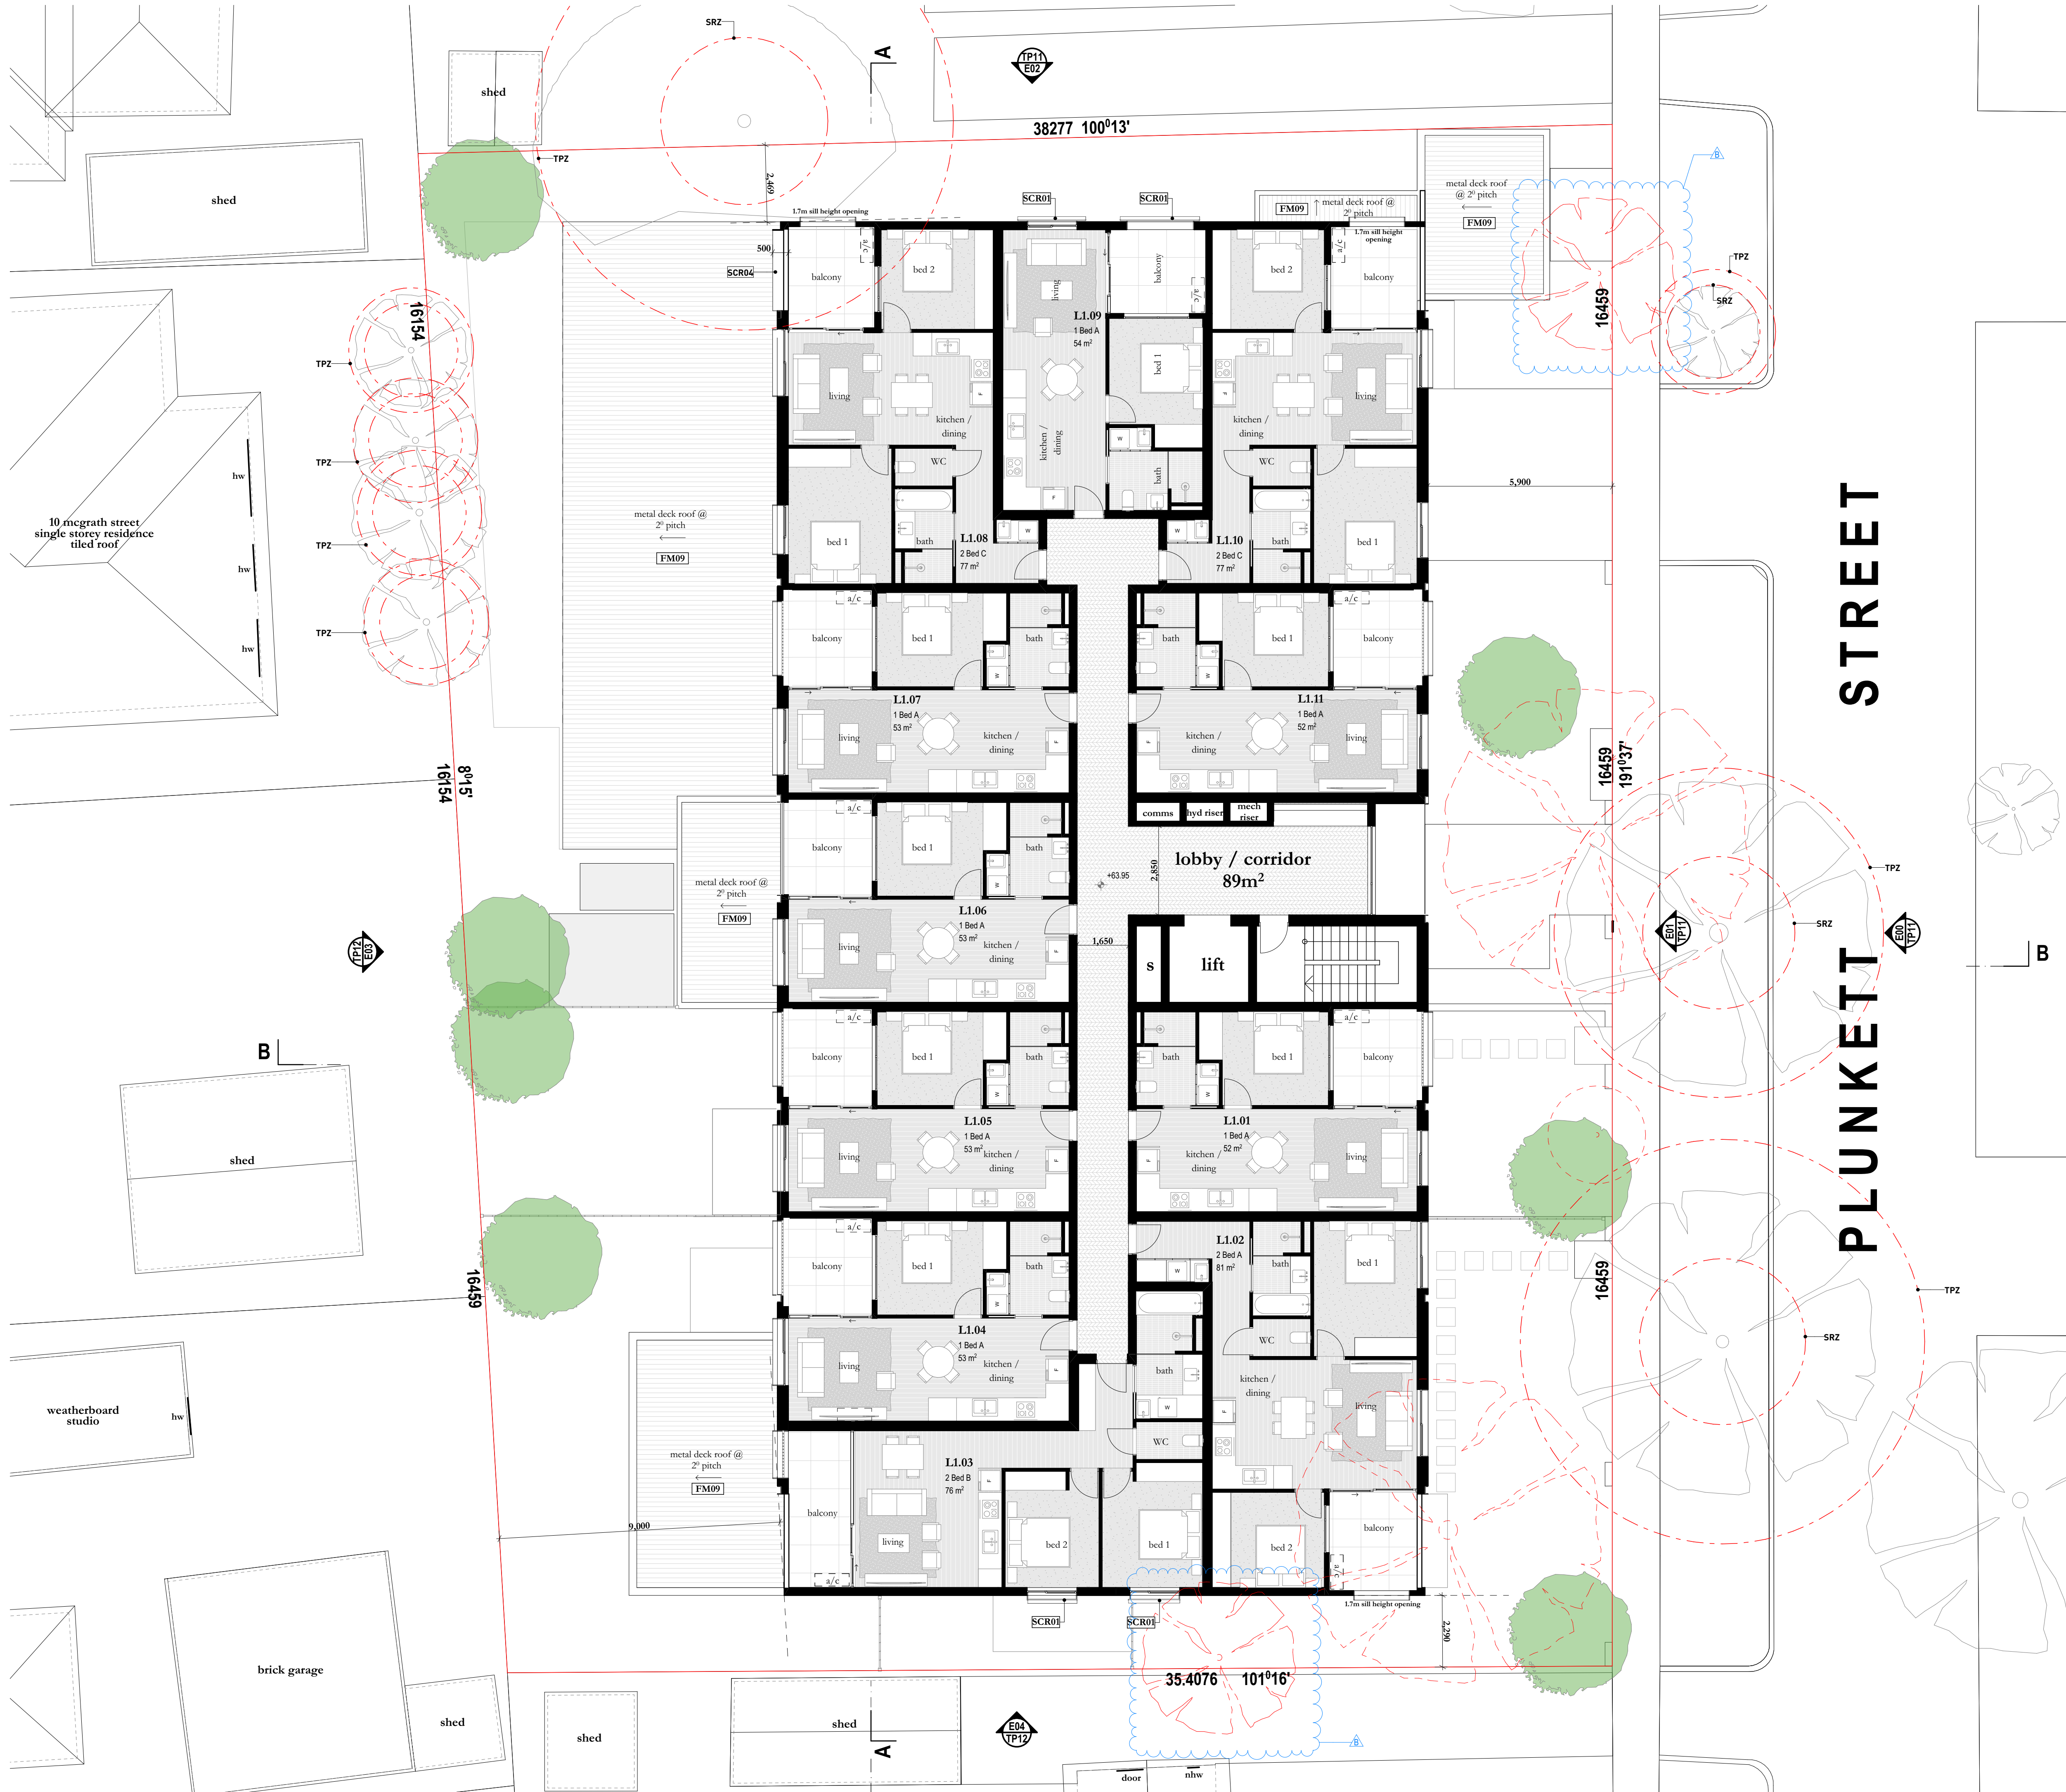 SRZ
A
TP11
E02
shed
38277 100⁰13'
TPZ
B
metal deck roof
@ 2⁰ pitch
FM09
shed
2,469
1.7m sill height opening
SCR01
SCR01
FM09
metal deck roof @
2⁰ pitch
1.7m sill height
opening
500
SCR04
a/c
balcony
bed 2
living
balcony
a/c
bed 2
a/c
balcony
TPZ
SRZ
16459
16154
L1.09
1 Bed A
54 m²
TPZ
living
kitchen /
dining
bed 1
F
kitchen /
dining
W
F
F
kitchen /
dining
living
TPZ
hw
WC
bath
WC
5,900
10 mcgrath street
single storey residence
tiled roof
metal deck roof @
2⁰ pitch
FM09
bed 1
bath
L1.08
2 Bed C
77 m²
W
W
L1.10
2 Bed C
77 m²
bath
bed 1
TPZ
hw
TPZ
hw
a/c
balcony
bed 1
bath
W
bath
W
bed 1
a/c
balcony
STREET
L1.07
1 Bed A
53 m²
living
kitchen /
dining
F
L1.11
1 Bed A
52 m²
F
kitchen /
dining
living
8⁰15'
16154
16459
191⁰37'
a/c
balcony
bed 1
bath
W
comms
hyd riser
mech
riser
lobby / corridor
89m²
2,850
+63.95
TPZ
metal deck roof @
2⁰ pitch
FM09
L1.06
1 Bed A
53 m²
living
kitchen /
dining
F
1,650
s
lift
TP12
E03
E01
TP11
SRZ
E00
TP11
B
B
a/c
balcony
bed 1
bath
W
bath
W
bed 1
a/c
balcony
PLUNKETT
shed
L1.05
1 Bed A
53 m²
living
kitchen /
dining
F
L1.01
1 Bed A
52 m²
F
kitchen /
dining
living
16459
a/c
balcony
bed 1
bath
W
L1.02
2 Bed A
81 m²
W
bath
bed 1
16459
TPZ
SRZ
L1.04
1 Bed A
53 m²
living
kitchen /
dining
F
WC
bath
W
kitchen /
dining
F
living
weatherboard
studio
hw
metal deck roof @
2⁰ pitch
FM09
9,000
L1.03
2 Bed B
76 m²
F
WC
balcony
living
a/c
bed 2
bed 1
bed 2
balcony
a/c
SCR01
SCR01
1.7m sill height opening
2,290
brick garage
35.4076 101⁰16'
shed
shed
shed
A
E04
TP12
B
door
nhw